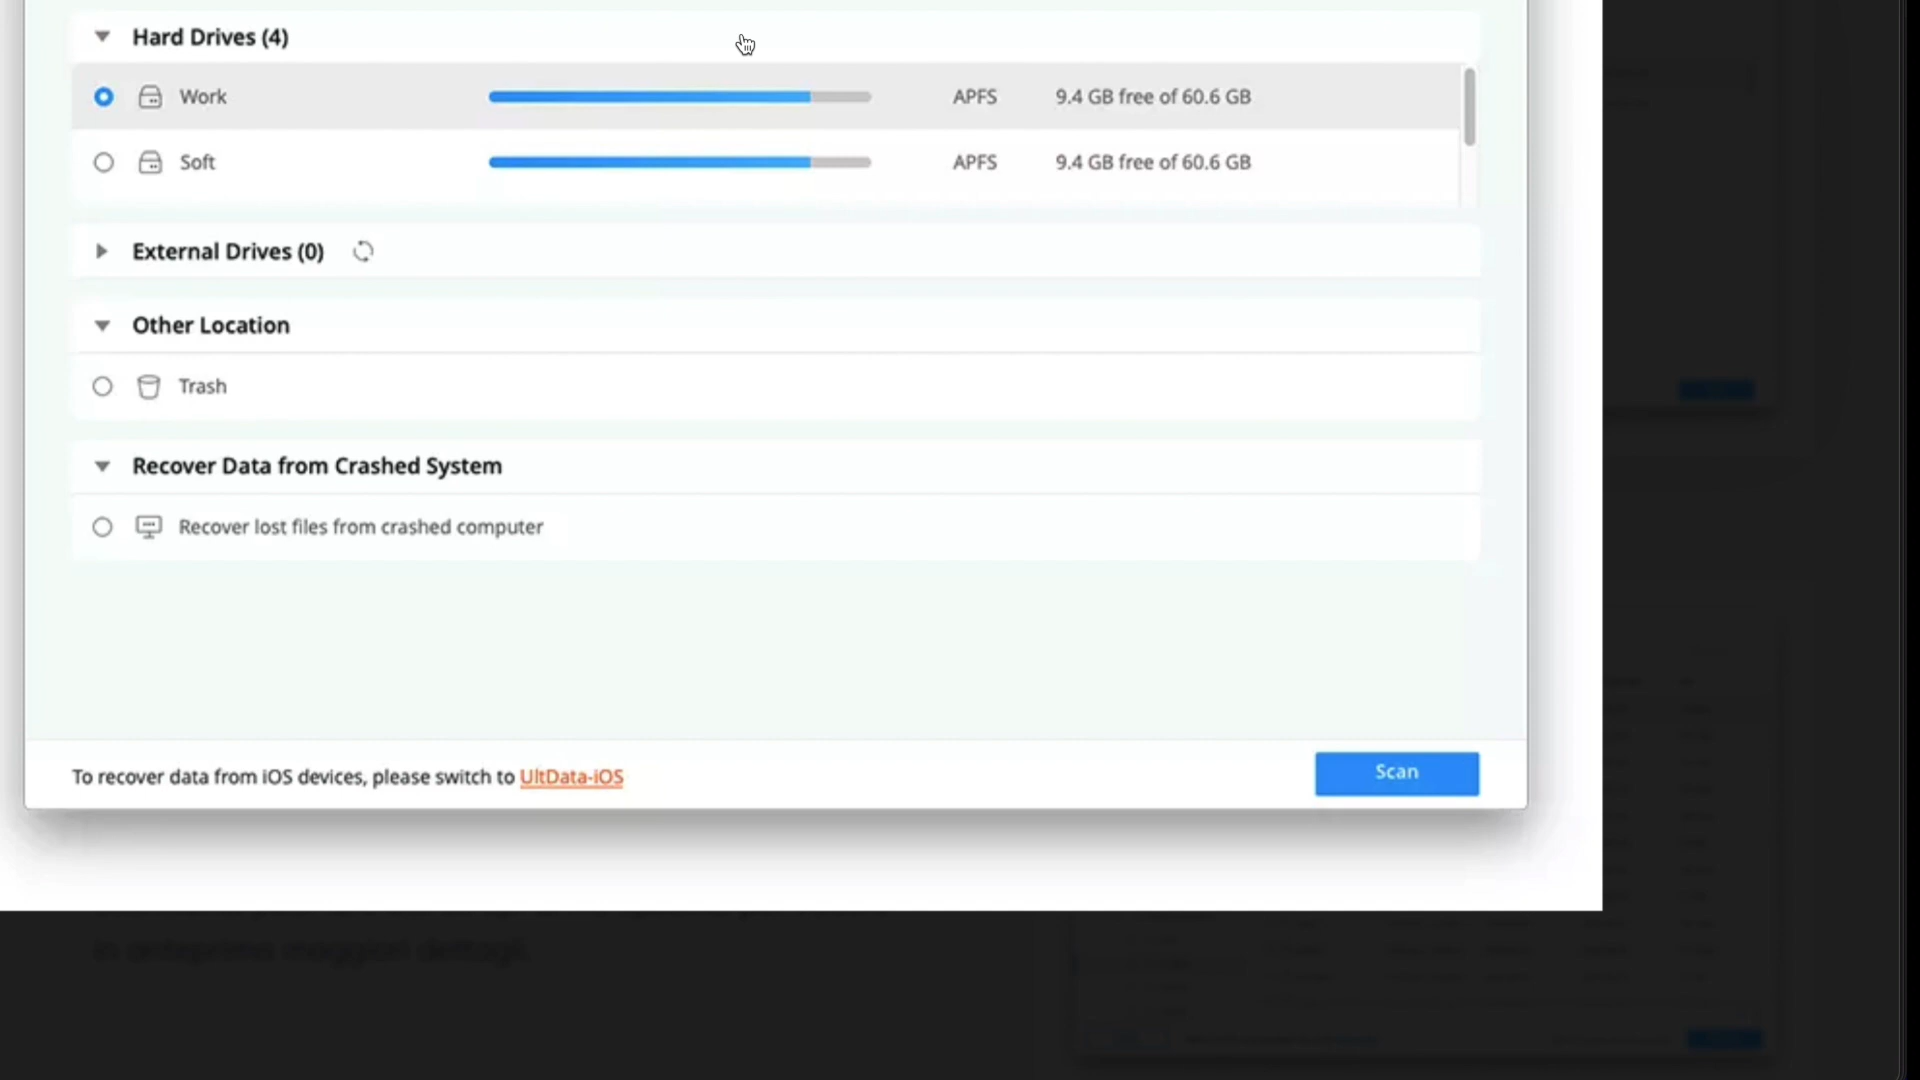 Hard Drives (4)
Work APFS 9.4 GB free of 60.6 GB
Soft APFS 9.4 GB free of 60.6 GB
External Drives (0)
Other Location
Trash
Recover Data from Crashed System
Recover lost files from crashed computer
To recover data from iOS devices, please switch to UltData-iOS
Scan